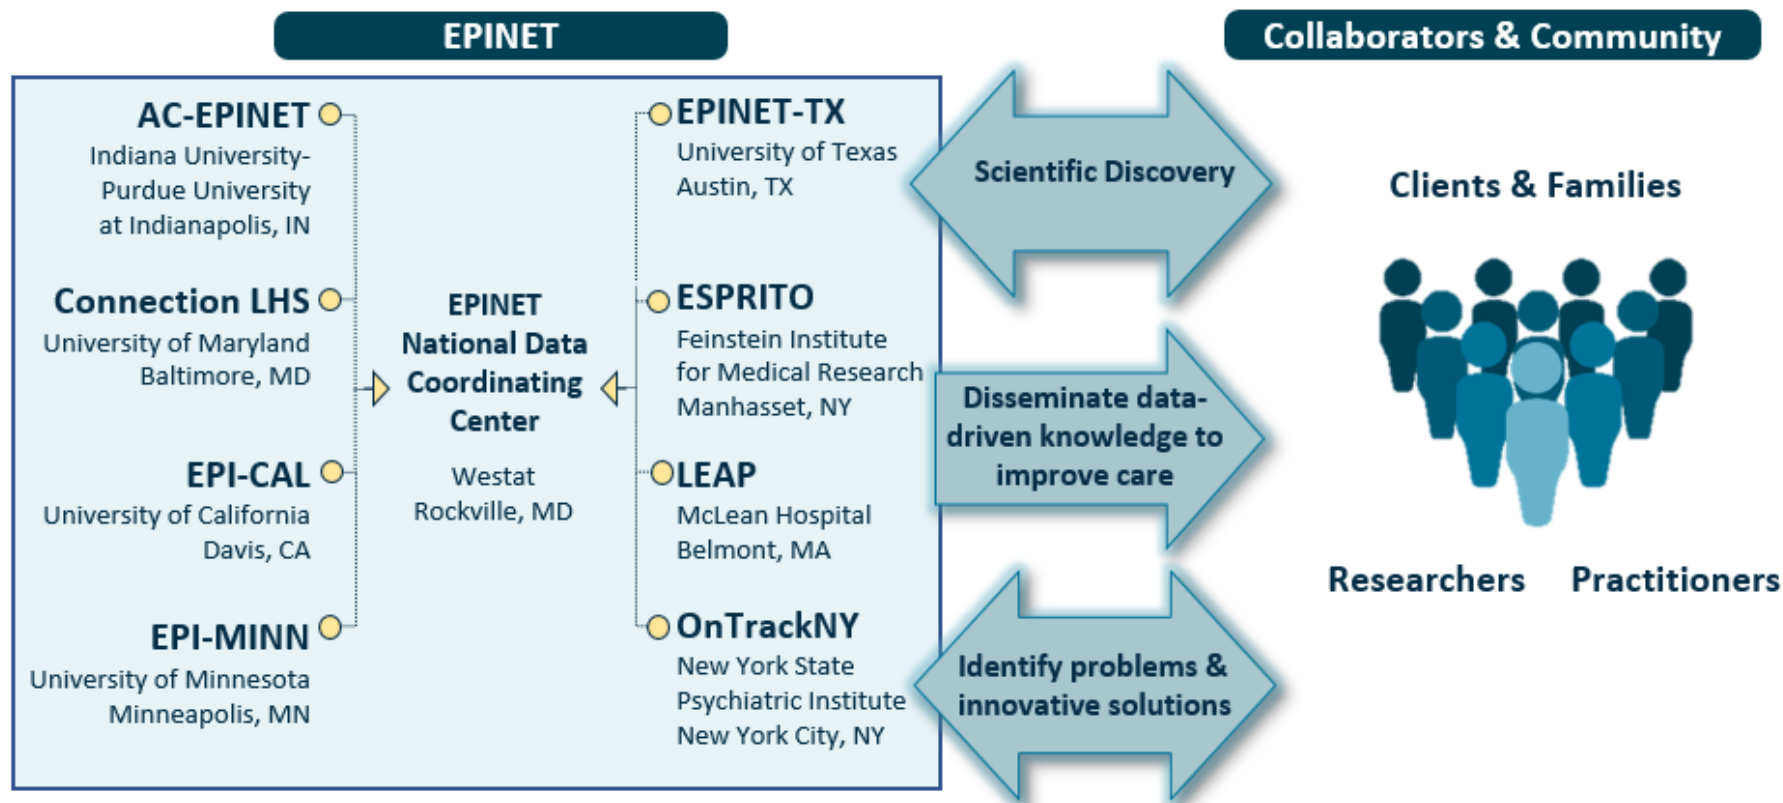 EPINET
Collaborators & Community
AC-EPINET
Indiana University-
Purdue University
at Indianapolis, IN
Connection LHS
University of Maryland
Baltimore, MD
EPI-CAL
University of California
Davis, CA
EPI-MINN
University of Minnesota
Minneapolis, MN
EPINET
National Data
Coordinating
Center
Westat
Rockville, MD
EPINET-TX
University of Texas
Austin, TX
ESPRITO
Feinstein Institute
for Medical Research
Manhasset, NY
LEAP
McLean Hospital
Belmont, MA
OnTrackNY
New York State
Psychiatric Institute
New York City, NY
Scientific Discovery
Disseminate data-
driven knowledge to
improve care
Identify problems &
innovative solutions
Clients & Families
Researchers
Practitioners